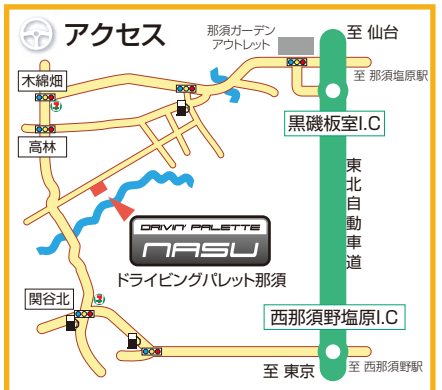 アクセス
那須ガーデン
アウトレット
至 仙台
至 那須塩原駅
木綿畑
黒磯板室I.C
高林
東北自動車道
DRIVIN' PALETTE
NASU
ドライビングパレット那須
関谷北
西那須野塩原I.C
至 東京
至 西那須野駅